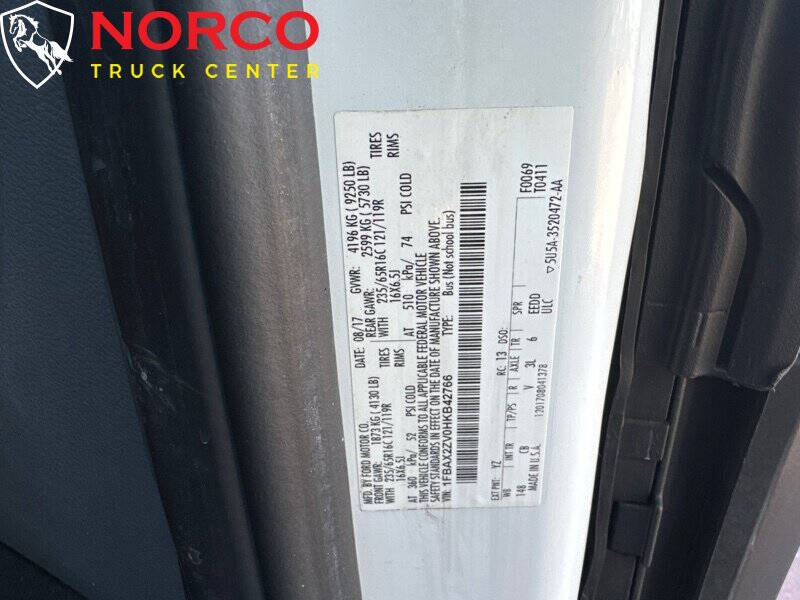 NORCO
TRUCK CENTER
MFD. BY FORD MOTOR CO.
DATE: 08/17 GVWR: 4196 KG ( 9250 LB)
FRONT GAWR: 1873 KG ( 4130 LB) REAR GAWR: 2599 KG ( 5730 LB)
WITH 235/65R16C 121/119R TIRES WITH 235/65R16C 121/119R TIRES
16X6.5J RIMS 16X6.5J RIMS
AT 360 kPa/ 52 PSI COLD AT 510 kPa/ 74 PSI COLD
THIS VEHICLE CONFORMS TO ALL APPLICABLE FEDERAL MOTOR VEHICLE
SAFETY STANDARDS IN EFFECT ON THE DATE OF MANUFACTURE SHOWN ABOVE.
VIN: 1FBAX2ZV0HKB42766 TYPE: Bus (Not school bus)
EXT PNT: YZ RC: 13 DSO: F0069
WB INT TR TP/PS R AXLE TR SPR T0411
148 CB V 3L 6 EEDD
MADE IN U.S.A. 1201708041378 ULC ▽5U5A-3520472-AA